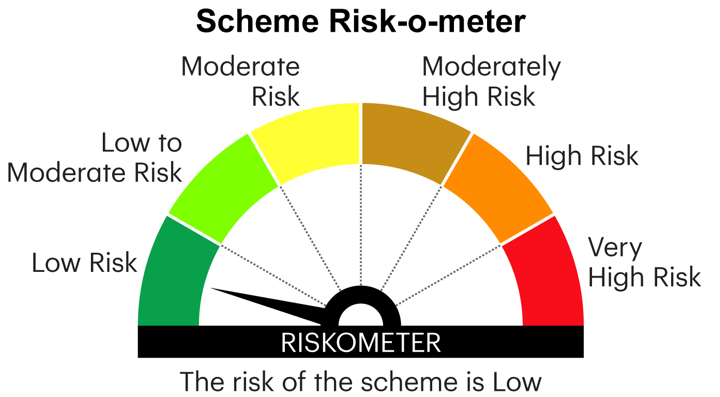 Scheme Risk-o-meter
Moderate
Risk
Moderately
High Risk
Low to
Moderate Risk
High Risk
Low Risk
Very
High Risk
RISKOMETER
The risk of the scheme is Low